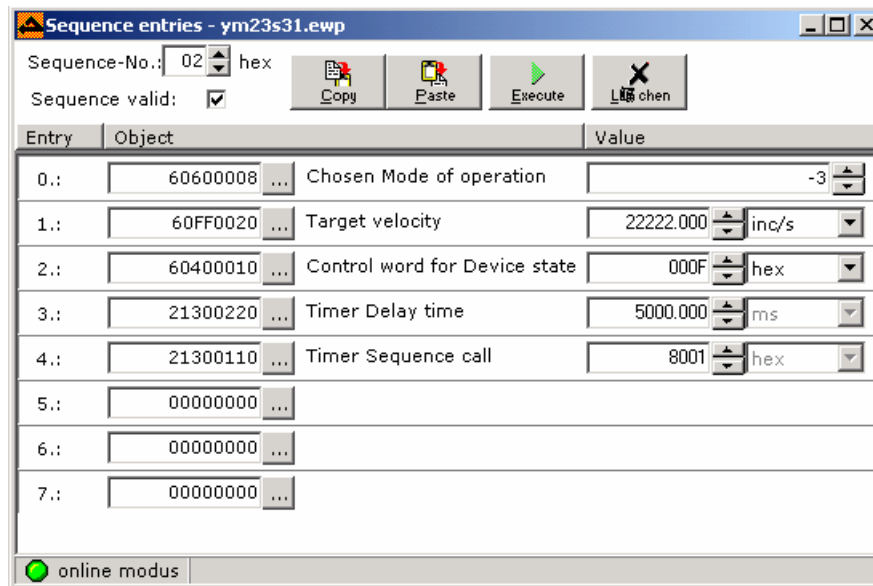 Sequence entries - ym23s31.ewp
Sequence-No.: 02 hex
Sequence valid:
Copy Paste Execute
Entry Object Value
0.: 60600008 ... Chosen Mode of operation -3
1.: 60FF0020 ... Target velocity 22222.000 inc/s
2.: 60400010 ... Control word for Device state 000F hex
3.: 21300220 ... Timer Delay time 5000.000 ms
4.: 21300110 ... Timer Sequence call 8001 hex
5.: 00000000 ...
6.: 00000000 ...
7.: 00000000 ...
online modus